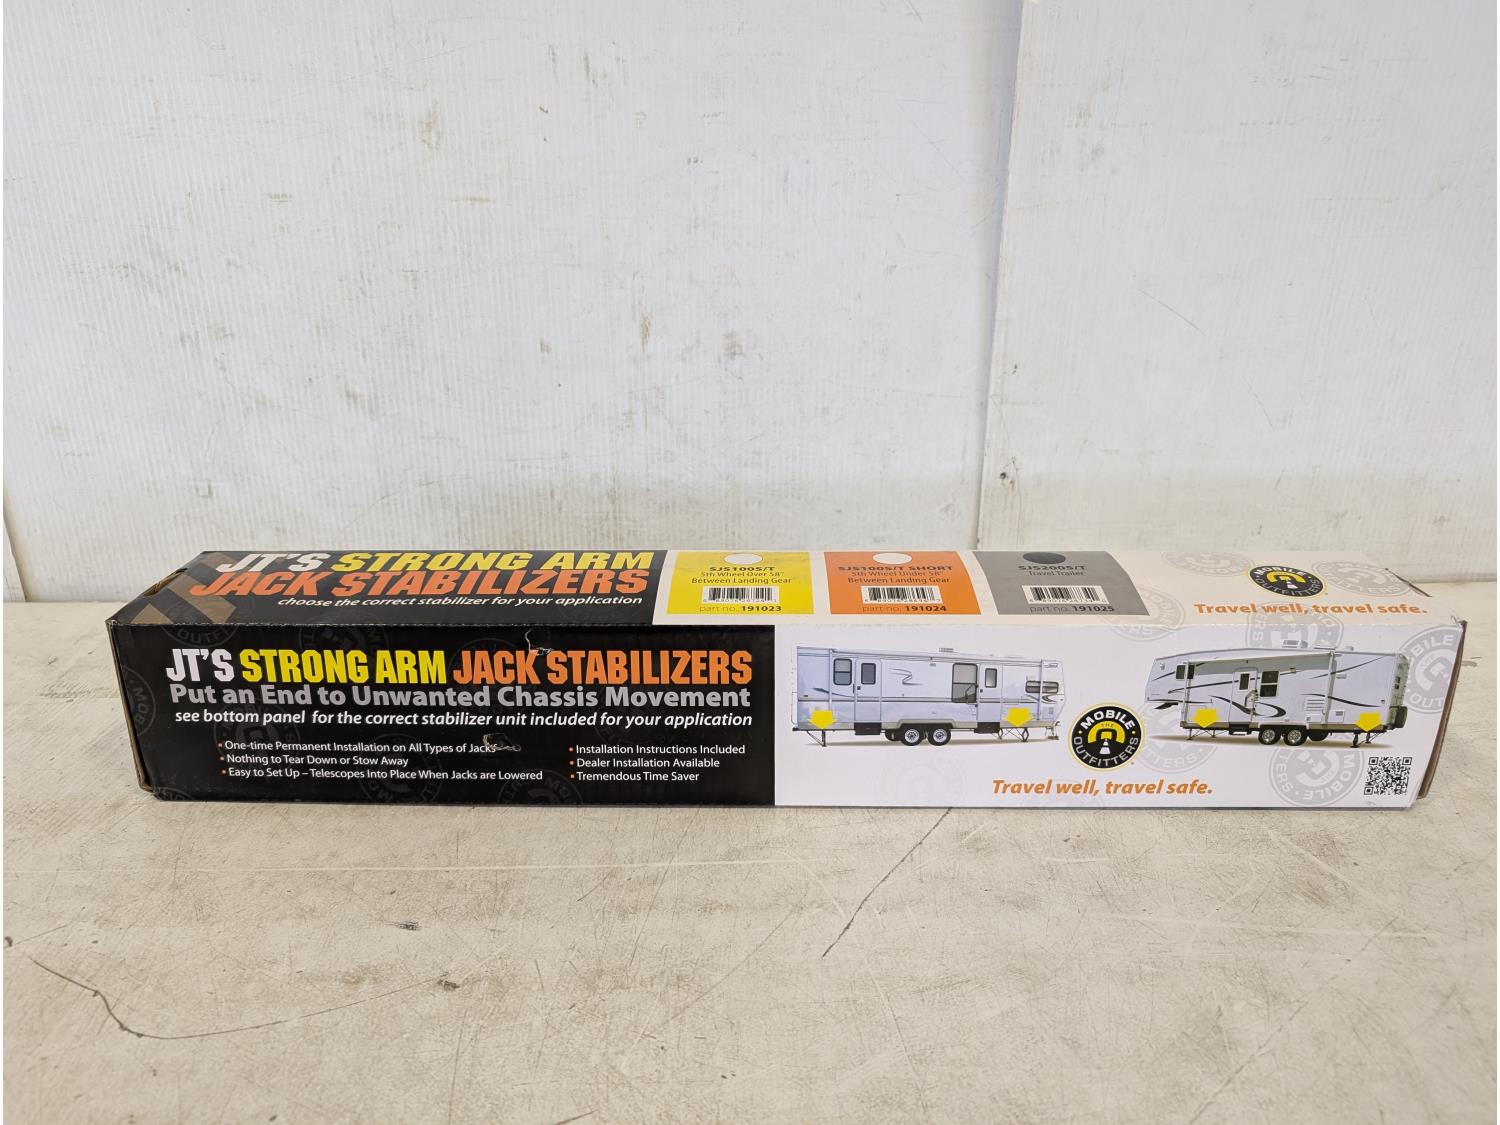 JT'S STRONG ARM
JACK STABILIZERS
choose the correct stabilizer for your application
SJS100S/T
5th Wheel Over 58"
Between Landing Gear
part no. 191023
SJS100S/T SHORT
5th Wheel Under 58"
Between Landing Gear
part no. 191024
SJS200S/T
Travel Trailer
part no. 191025
MOBILE
OUTFITTERS
Travel well, travel safe.
JT'S STRONG ARM JACK STABILIZERS
Put an End to Unwanted Chassis Movement
see bottom panel for the correct stabilizer unit included for your application
• One-time Permanent Installation on All Types of Jacks
• Nothing to Tear Down or Stow Away
• Easy to Set Up – Telescopes Into Place When Jacks are Lowered
• Installation Instructions Included
• Dealer Installation Available
• Tremendous Time Saver
THE
MOBILE
OUTFITTERS
Travel well, travel safe.